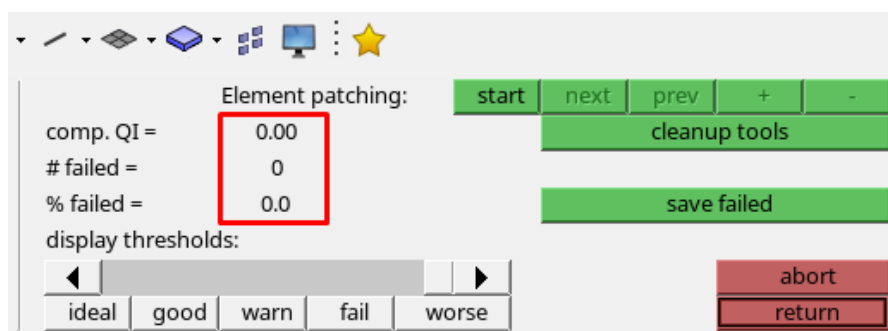 Element patching: start next prev + -
comp. QI = 0.00 cleanup tools
# failed = 0
% failed = 0.0 save failed
display thresholds:
abort
ideal good warn fail worse return